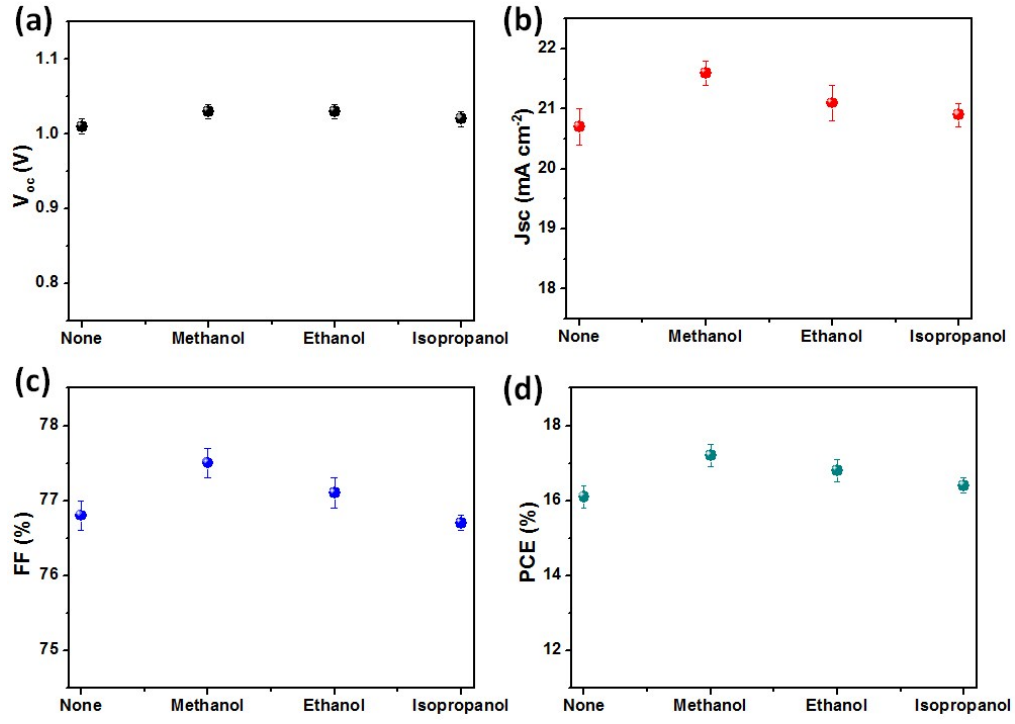 (a)
V_oc (V)
1.1
1.0
0.9
0.8
None Methanol Ethanol Isopropanol
(b)
Jsc (mA cm⁻²)
22
21
20
19
18
None Methanol Ethanol Isopropanol
(c)
FF (%)
78
77
76
75
None Methanol Ethanol Isopropanol
(d)
PCE (%)
18
16
14
12
None Methanol Ethanol Isopropanol